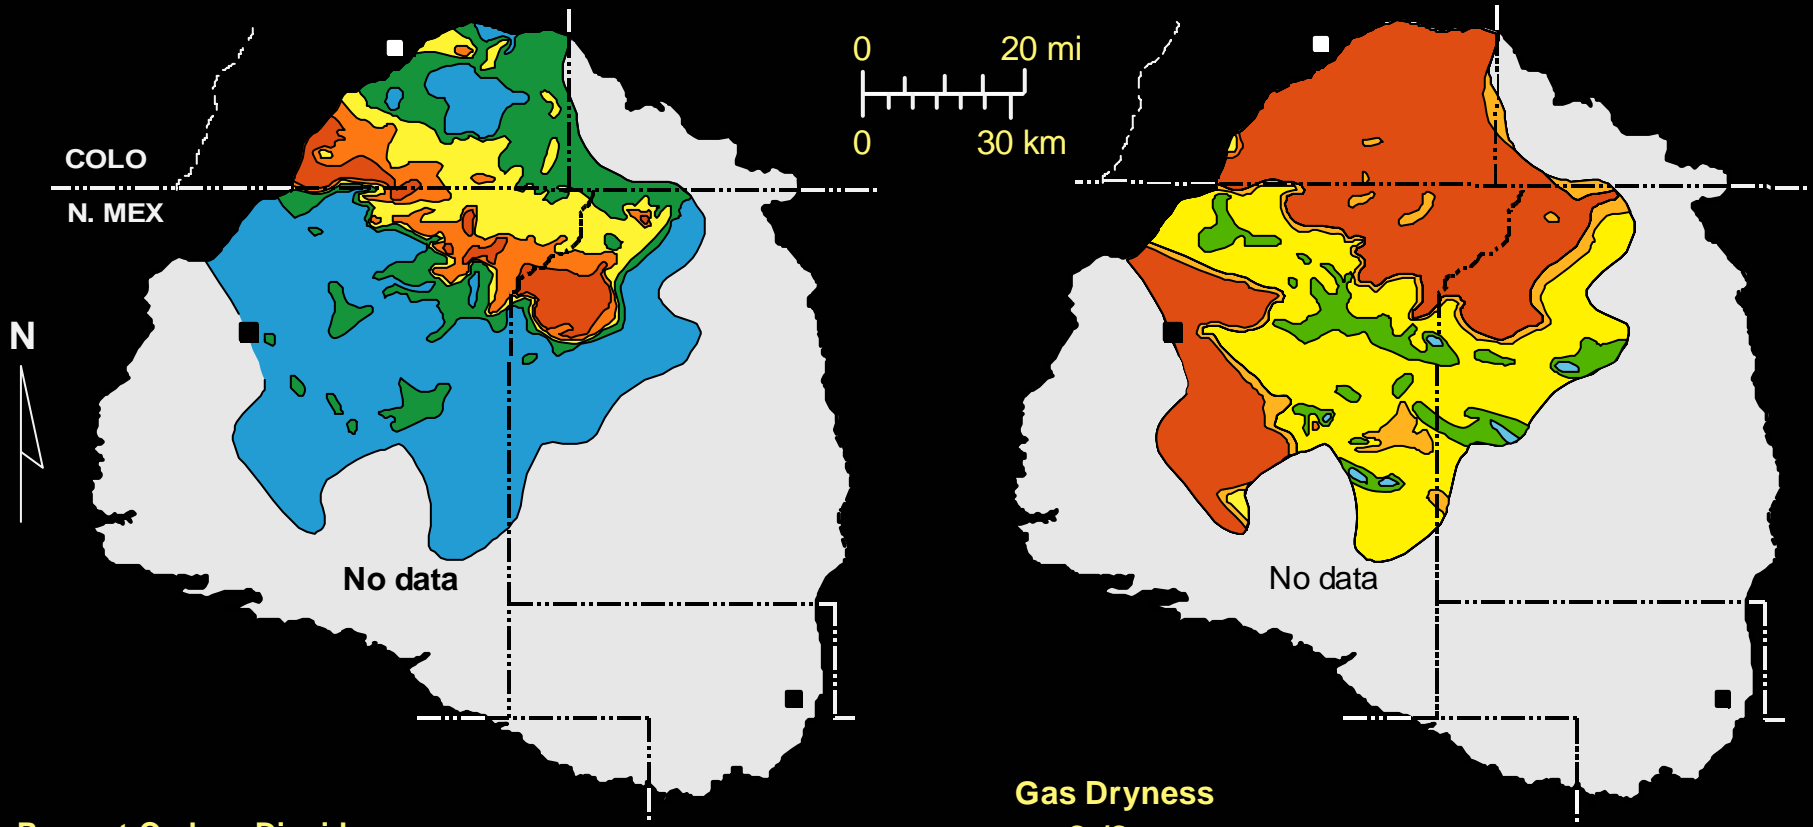 0 20 mi
0 30 km
COLO
N. MEX
N
No data
No data
Gas Dryness